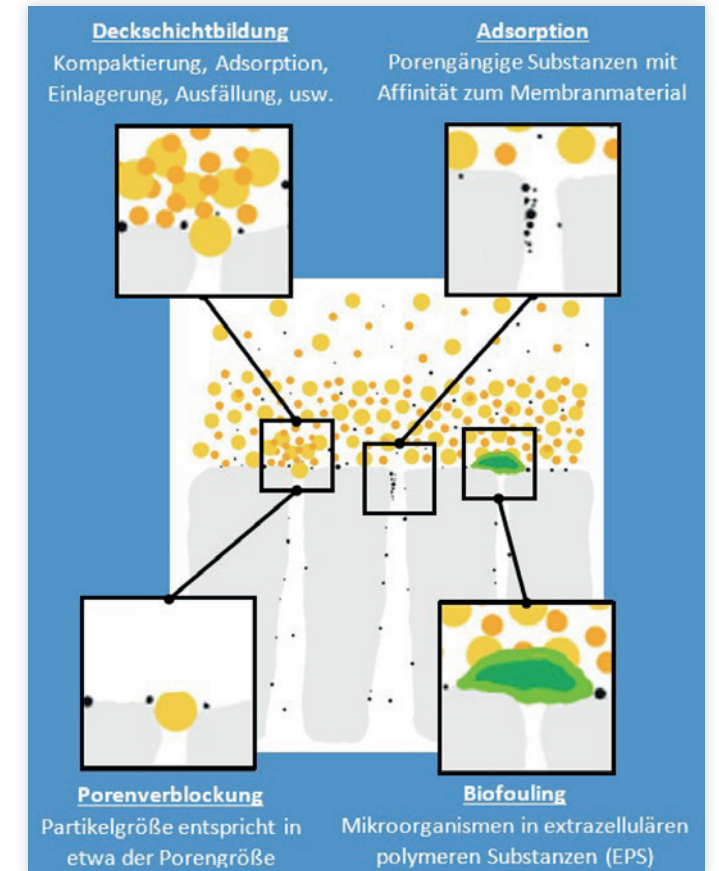 Deckschichtbildung
Kompaktierung, Adsorption,
Einlagerung, Ausfällung, usw.
Adsorption
Porengängige Substanzen mit
Affinität zum Membranmaterial
Porenverblockung
Partikelgröße entspricht in
etwa der Porengröße
Biofouling
Mikroorganismen in extrazellulären
polymeren Substanzen (EPS)